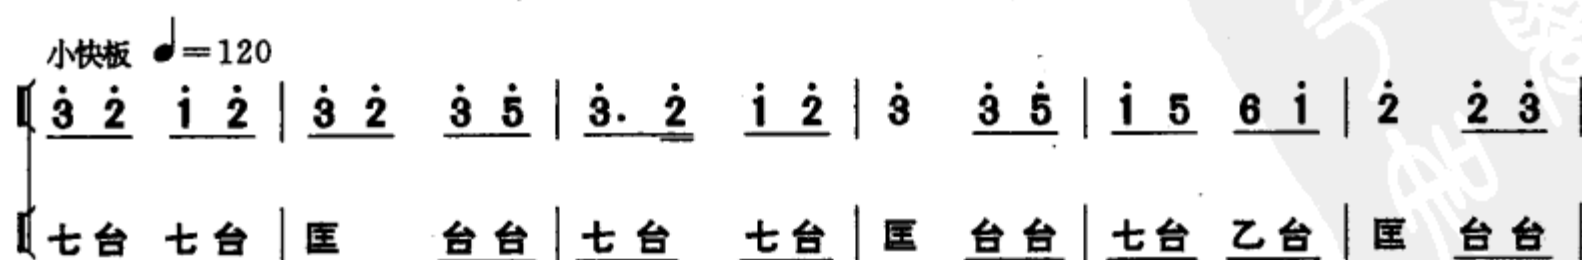 小快板 ♩=120
3̇ 2̇ 1̇ 2̇ | 3̇ 2̇ 3̇ 5̇ | 3̇. 2̇ 1̇ 2̇ | 3̇ 3̇ 5̇ | 1̇ 5 6 1̇ | 2̇ 2̇ 3̇ |
七台 七台 | 匡 台台 | 七台 七台 | 匡 台台 | 七台 乙台 | 匡 台台